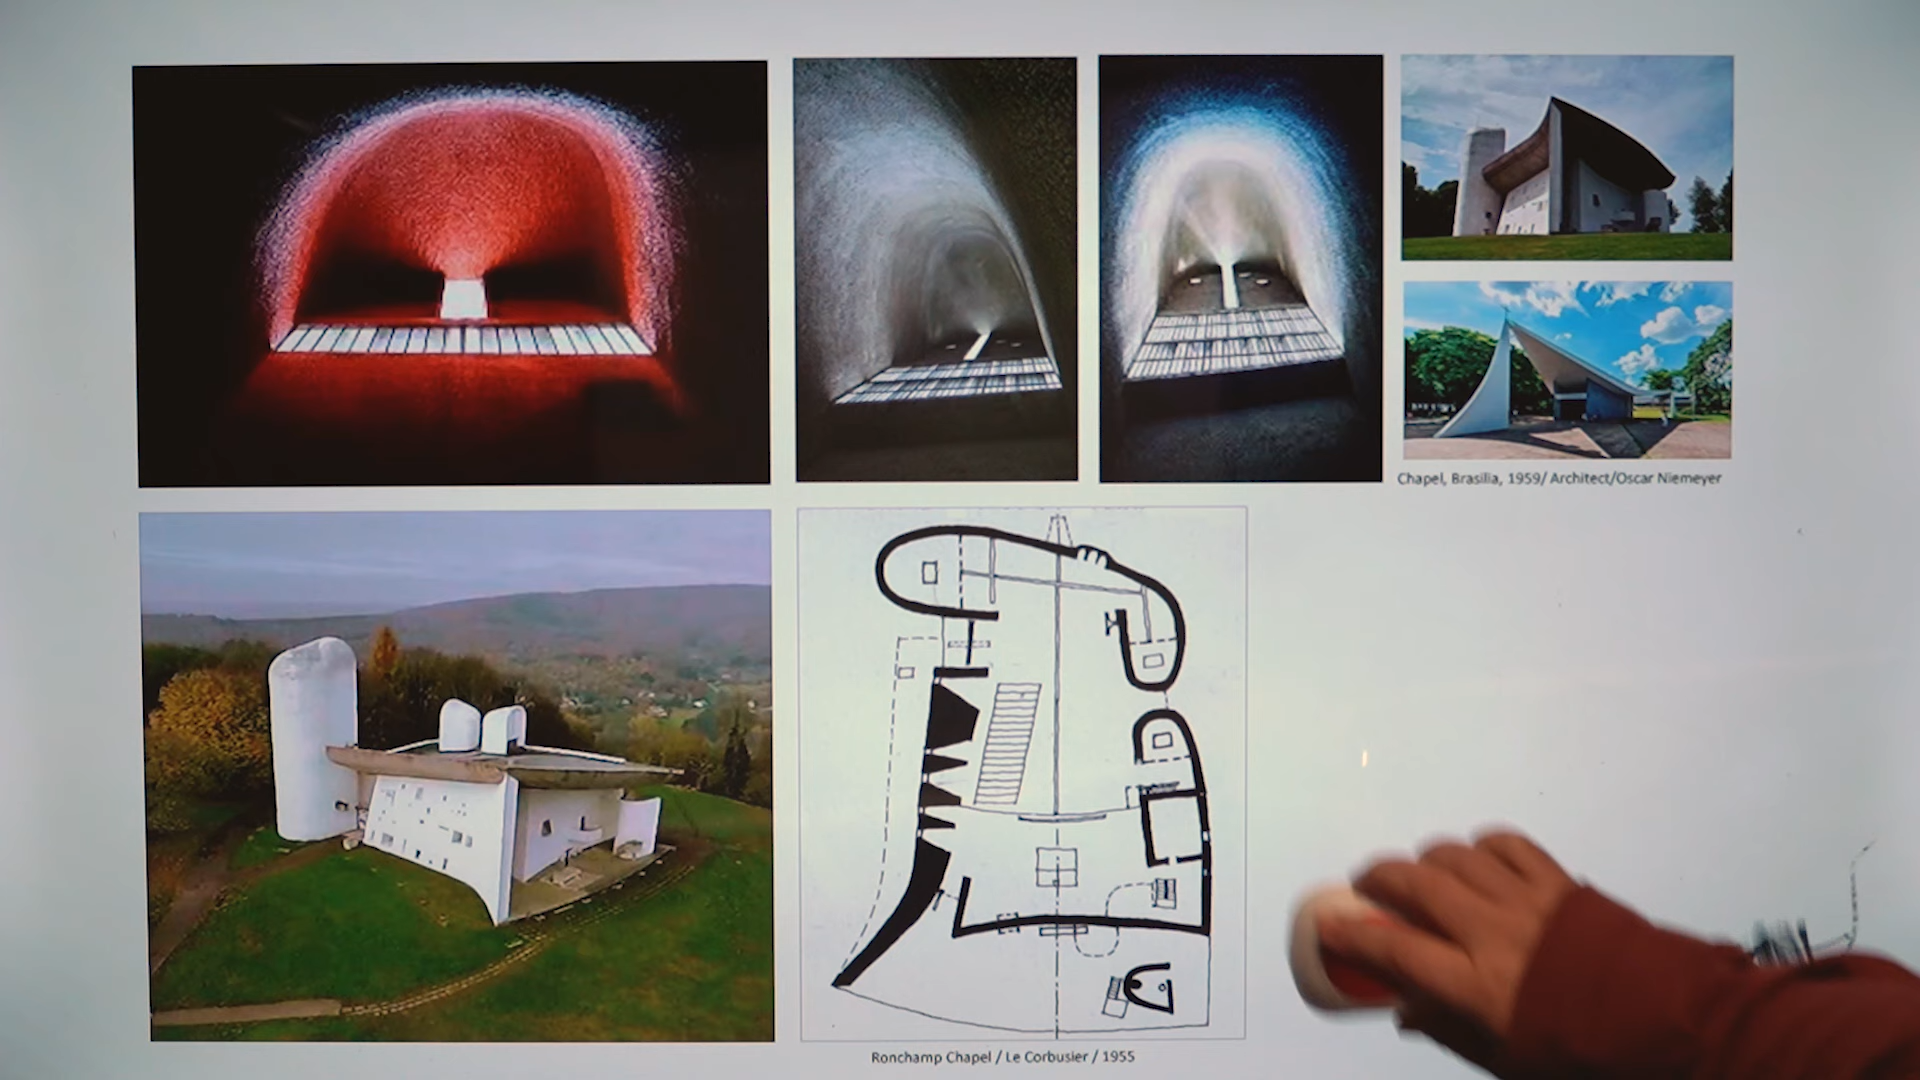 Chapel, Brasilia, 1959/ Architect/Oscar Niemeyer
Ronchamp Chapel / Le Corbusier / 1955